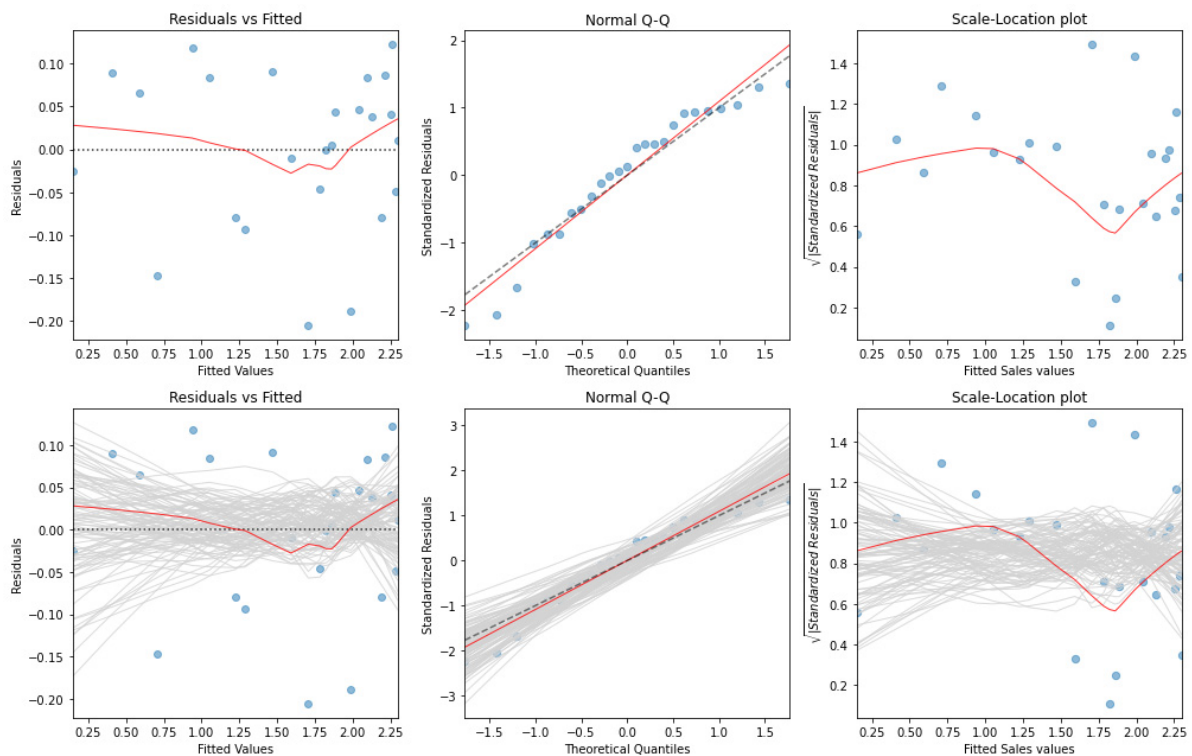 Residuals vs Fitted
Normal Q-Q
Scale-Location plot
Residuals
0.10
0.05
0.00
−0.05
−0.10
−0.15
−0.20
0.25 0.50 0.75 1.00 1.25 1.50 1.75 2.00 2.25
Fitted Values
Standardized Residuals
2
1
0
−1
−2
−1.5 −1.0 −0.5 0.0 0.5 1.0 1.5
Theoretical Quantiles
√|Standardized Residuals|
1.4
1.2
1.0
0.8
0.6
0.4
0.2
0.25 0.50 0.75 1.00 1.25 1.50 1.75 2.00 2.25
Fitted Sales values
Residuals vs Fitted
Normal Q-Q
Scale-Location plot
Residuals
0.10
0.05
0.00
−0.05
−0.10
−0.15
−0.20
0.25 0.50 0.75 1.00 1.25 1.50 1.75 2.00 2.25
Fitted Values
Standardized Residuals
3
2
1
0
−1
−2
−3
−1.5 −1.0 −0.5 0.0 0.5 1.0 1.5
Theoretical Quantiles
√|Standardized Residuals|
1.4
1.2
1.0
0.8
0.6
0.4
0.2
0.25 0.50 0.75 1.00 1.25 1.50 1.75 2.00 2.25
Fitted Sales values